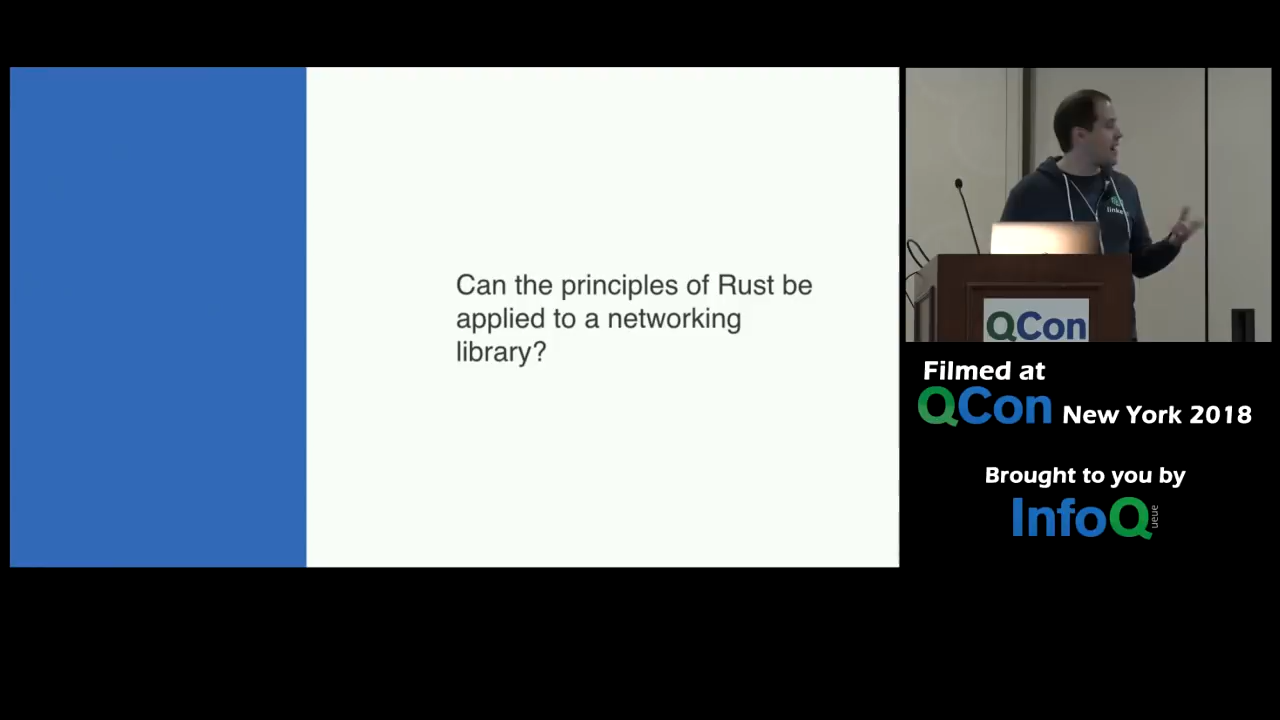 Can the principles of Rust be
applied to a networking
library?
QCon
Filmed at
QCon New York 2018
Brought to you by
InfoQ
ueue